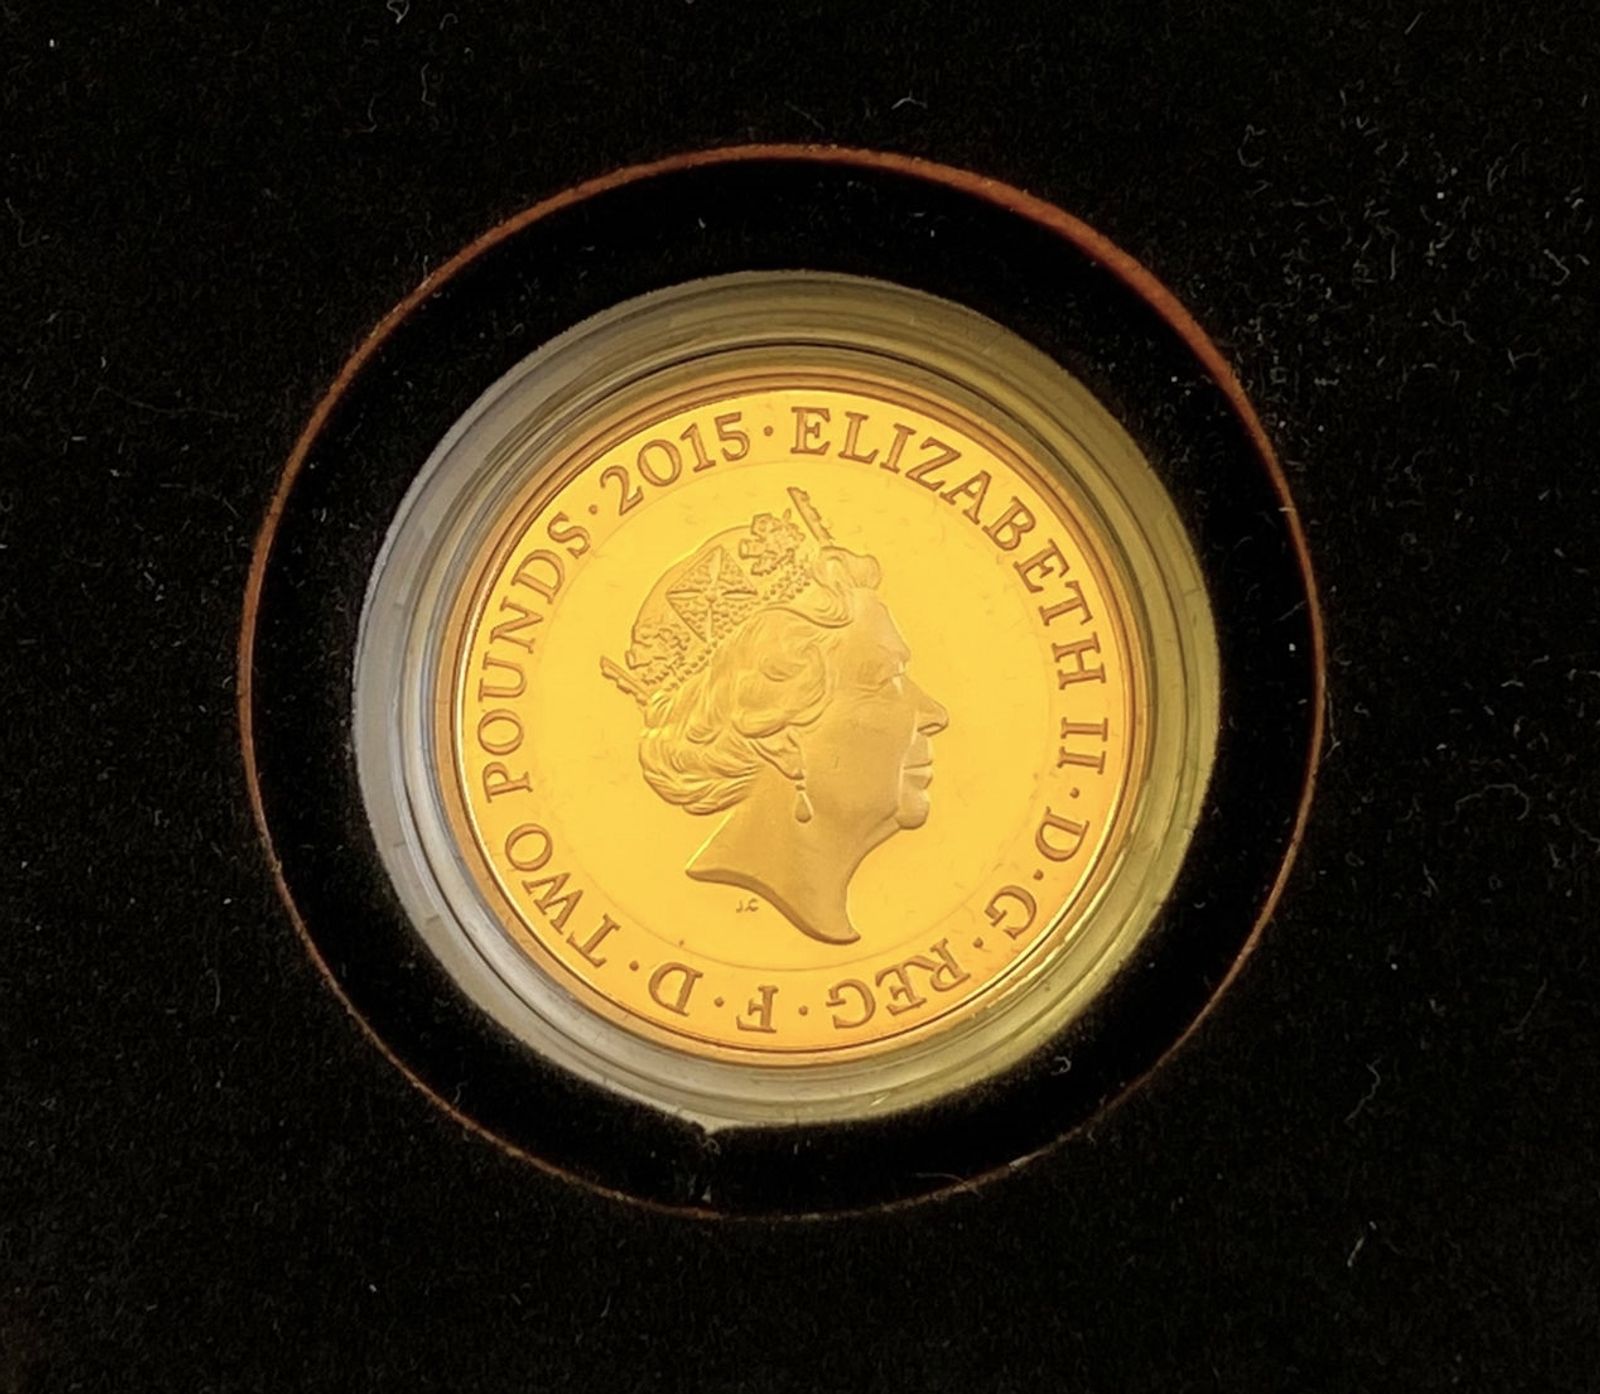 ELIZABETH II·D·G·REG·F·D·TWO POUNDS·2015·
J.C